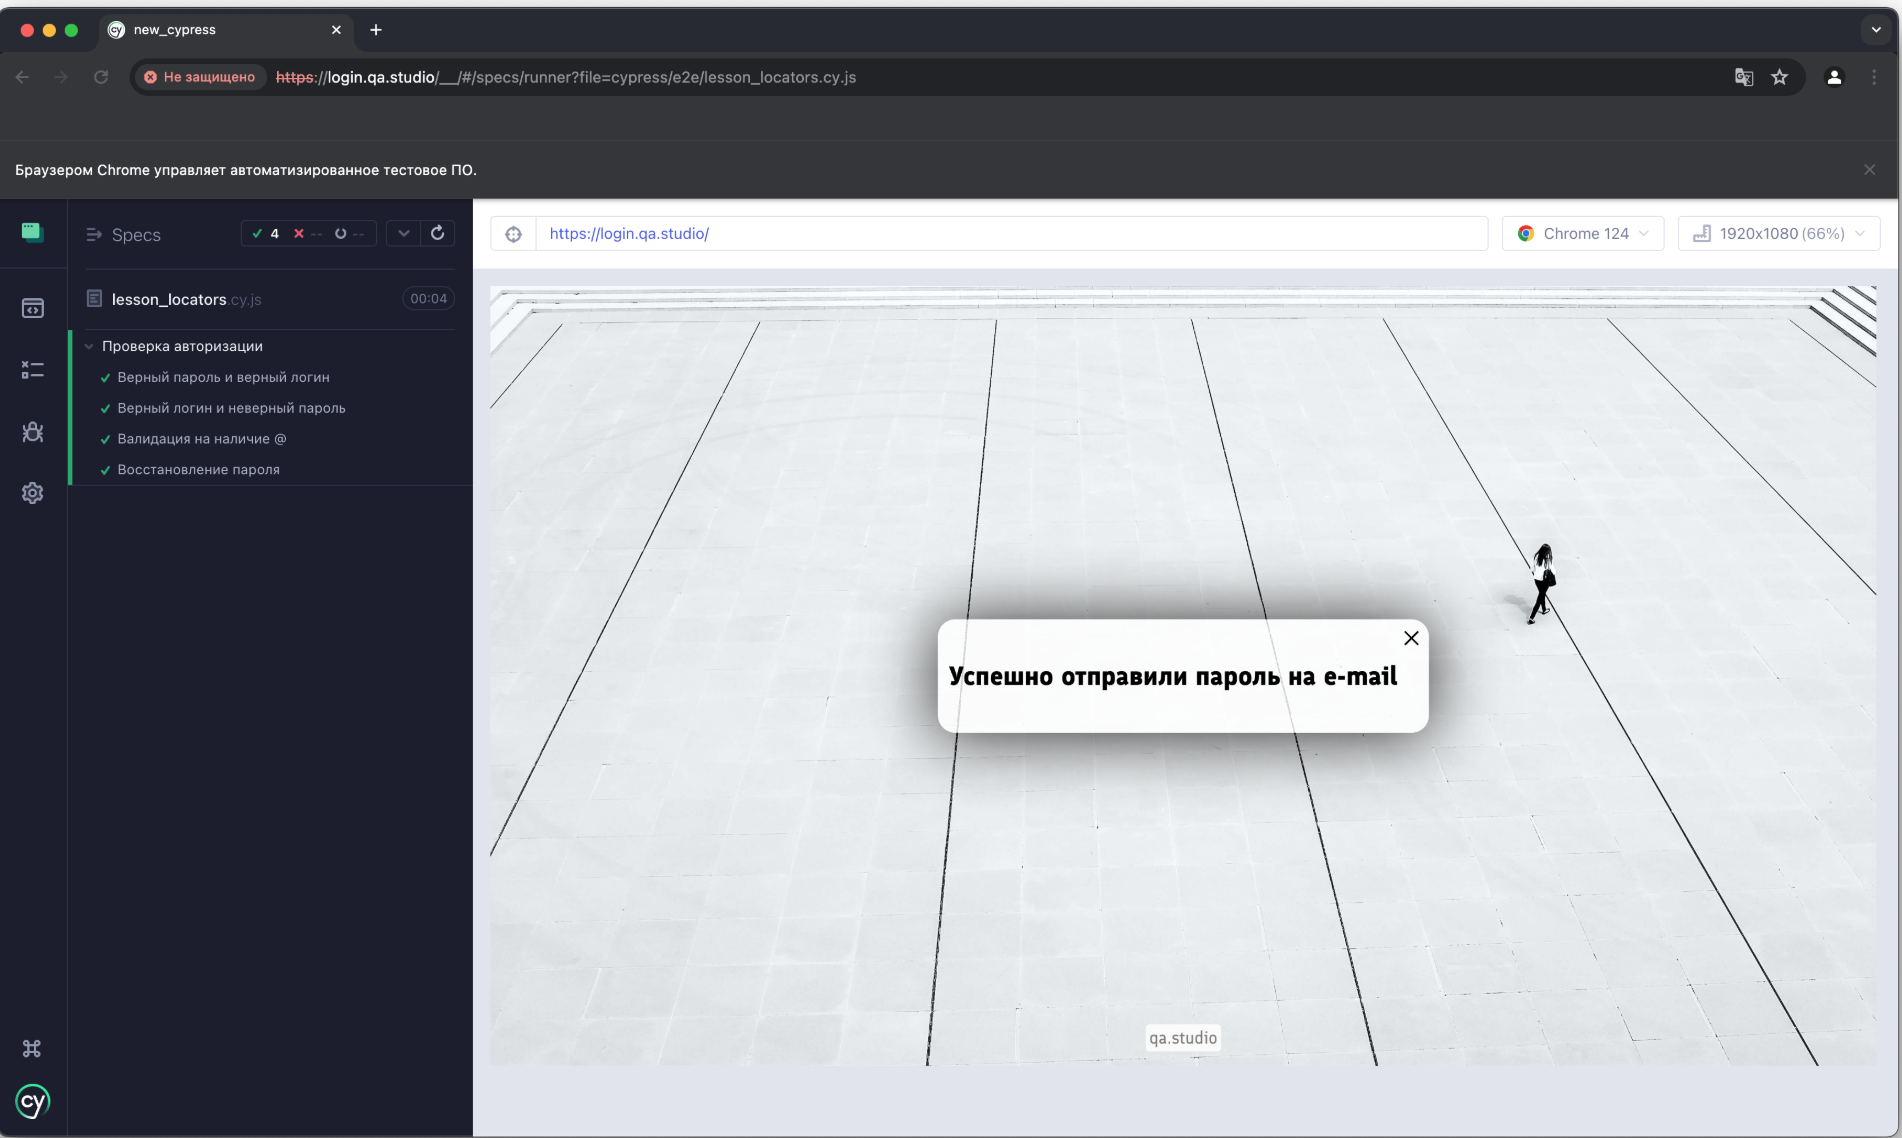 new_cypress
Не защищено https://login.qa.studio/__/#/specs/runner?file=cypress/e2e/lesson_locators.cy.js
Браузером Chrome управляет автоматизированное тестовое ПО.
Specs 4 -- --
https://login.qa.studio/ Chrome 124 1920x1080 (66%)
lesson_locators.cy.js 00:04
Проверка авторизации
Верный пароль и верный логин
Верный логин и неверный пароль
Валидация на наличие @
Восстановление пароля
Успешно отправили пароль на e-mail
qa.studio
cy